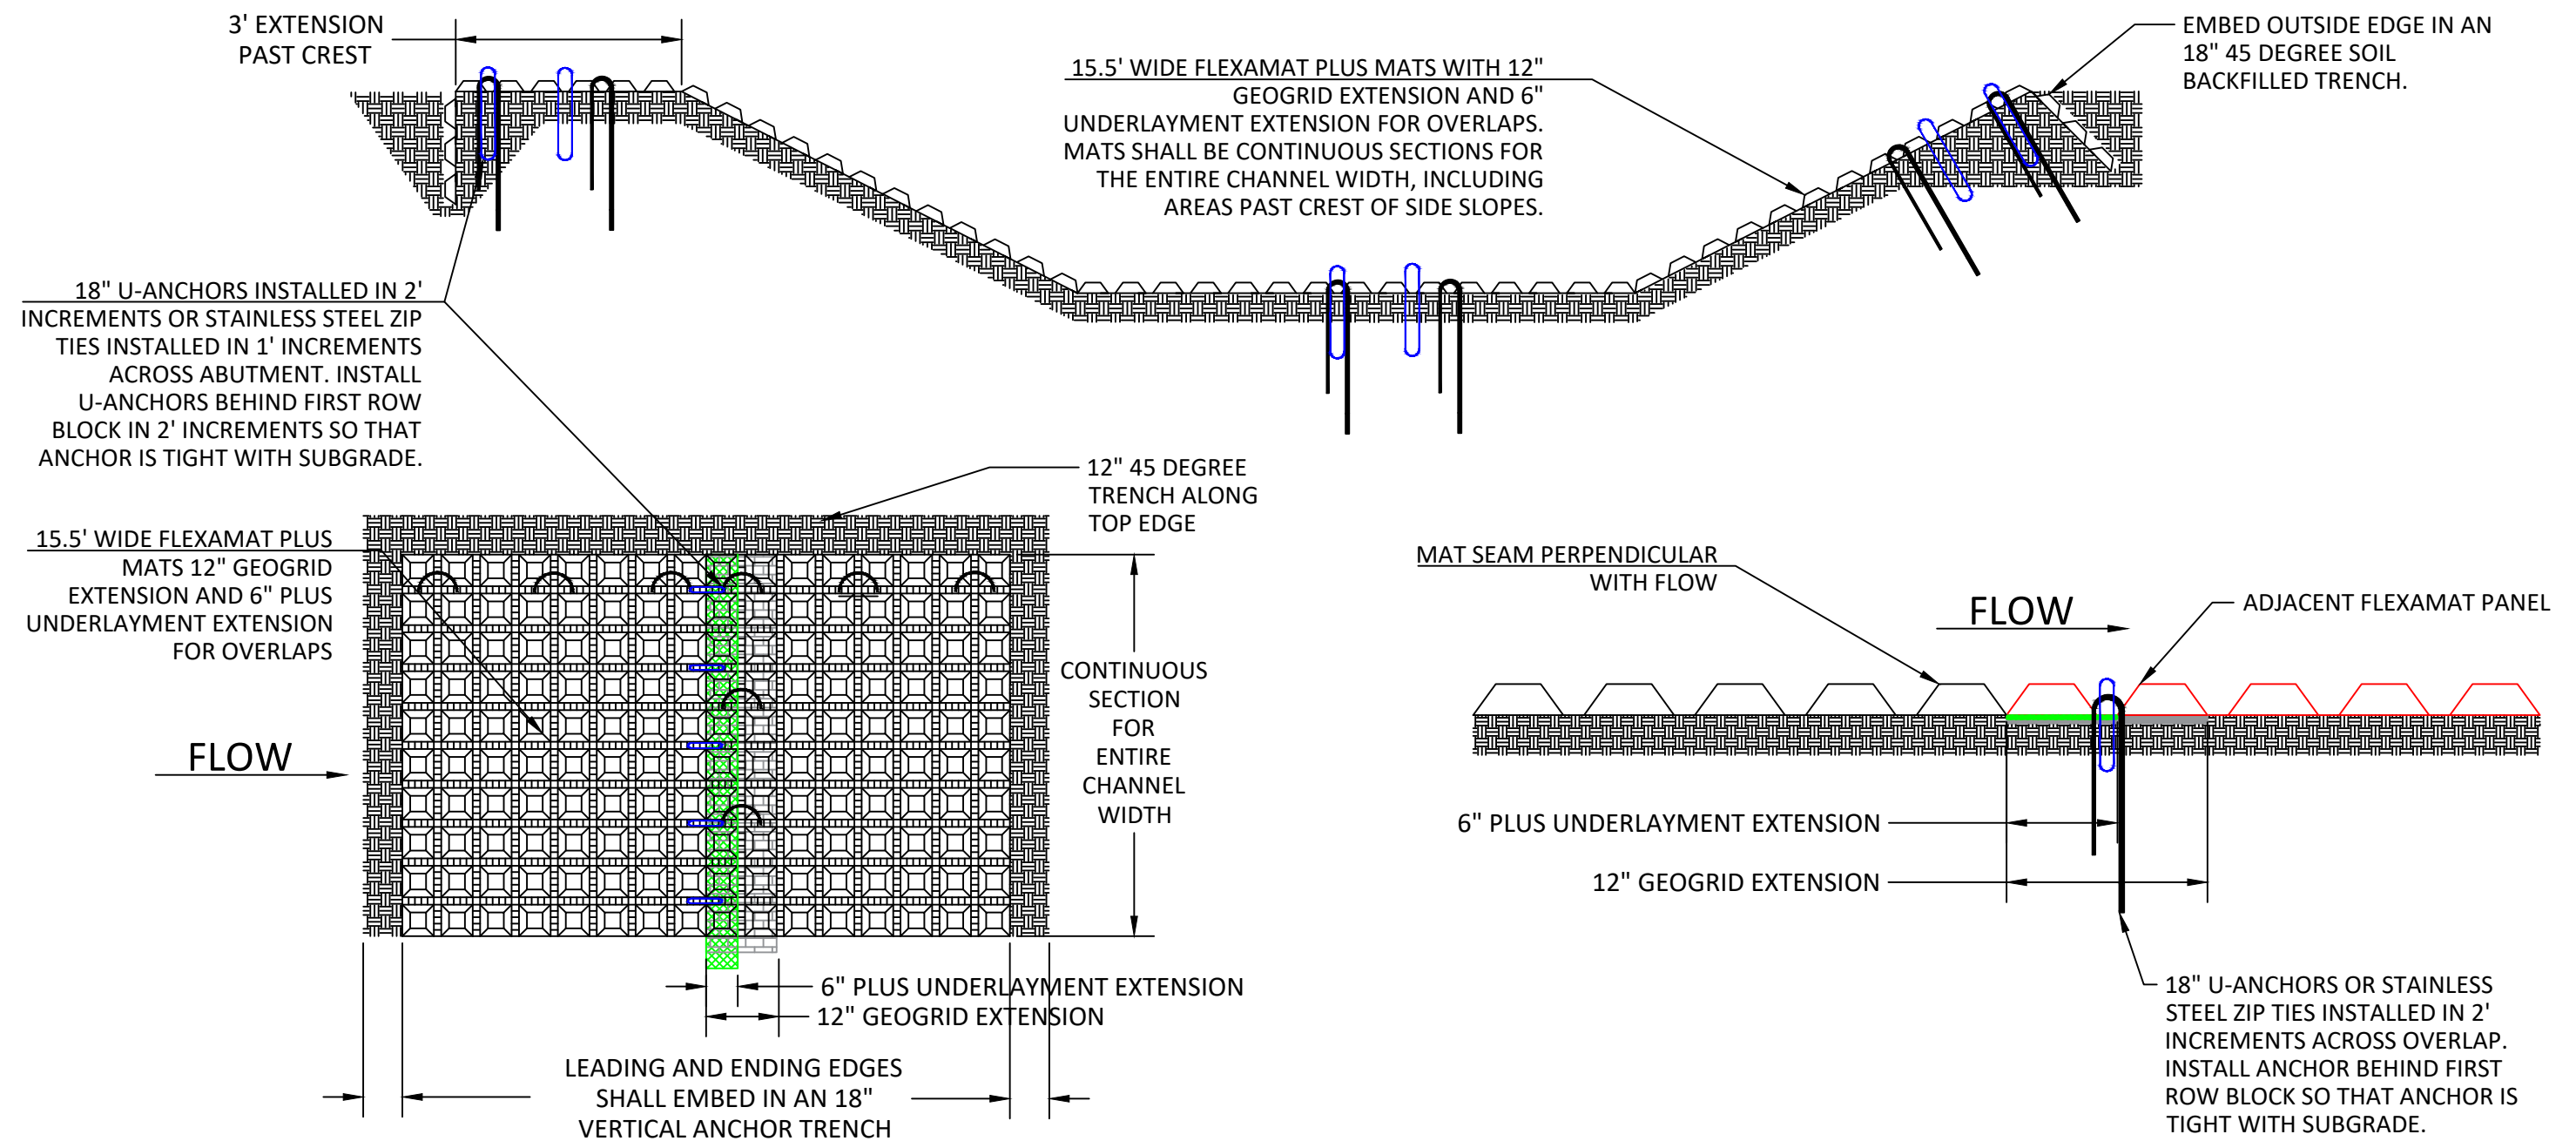 3' EXTENSION
PAST CREST
15.5' WIDE FLEXAMAT PLUS MATS WITH 12"
GEOGRID EXTENSION AND 6"
UNDERLAYMENT EXTENSION FOR OVERLAPS.
MATS SHALL BE CONTINUOUS SECTIONS FOR
THE ENTIRE CHANNEL WIDTH, INCLUDING
AREAS PAST CREST OF SIDE SLOPES.
EMBED OUTSIDE EDGE IN AN
18" 45 DEGREE SOIL
BACKFILLED TRENCH.
18" U-ANCHORS INSTALLED IN 2'
INCREMENTS OR STAINLESS STEEL ZIP
TIES INSTALLED IN 1' INCREMENTS
ACROSS ABUTMENT. INSTALL
U-ANCHORS BEHIND FIRST ROW
BLOCK IN 2' INCREMENTS SO THAT
ANCHOR IS TIGHT WITH SUBGRADE.
12" 45 DEGREE
TRENCH ALONG
TOP EDGE
15.5' WIDE FLEXAMAT PLUS
MATS 12" GEOGRID
EXTENSION AND 6" PLUS
UNDERLAYMENT EXTENSION
FOR OVERLAPS
FLOW
CONTINUOUS
SECTION
FOR
ENTIRE
CHANNEL
WIDTH
6" PLUS UNDERLAYMENT EXTENSION
12" GEOGRID EXTENSION
LEADING AND ENDING EDGES
SHALL EMBED IN AN 18"
VERTICAL ANCHOR TRENCH
MAT SEAM PERPENDICULAR
WITH FLOW
FLOW
ADJACENT FLEXAMAT PANEL
6" PLUS UNDERLAYMENT EXTENSION
12" GEOGRID EXTENSION
18" U-ANCHORS OR STAINLESS
STEEL ZIP TIES INSTALLED IN 2'
INCREMENTS ACROSS OVERLAP.
INSTALL ANCHOR BEHIND FIRST
ROW BLOCK SO THAT ANCHOR IS
TIGHT WITH SUBGRADE.